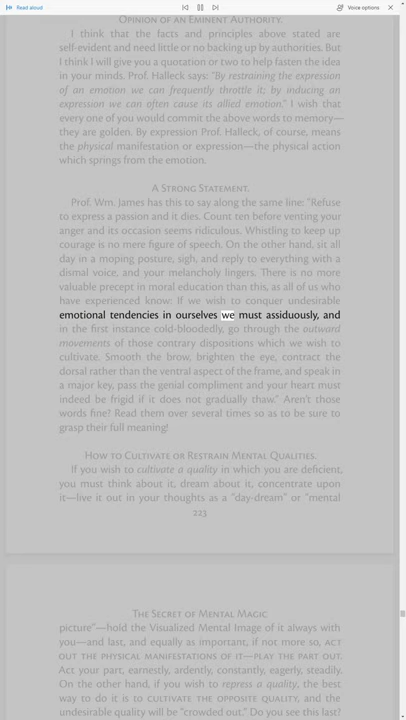 Read aloud
Voice options
Opinion of an Eminent Authority.
I think that the facts and principles above stated are
self-evident and need little or no backing up by authorities. But
I think I will give you a quotation or two to help fasten the idea
in your minds. Prof. Halleck says: "By restraining the expression
of an emotion we can frequently throttle it; by inducing an
expression we can often cause its allied emotion." I wish that
every one of you would commit the above words to memory—
they are golden. By expression Prof. Halleck, of course, means
the physical manifestation or expression—the physical action
which springs from the emotion.
A Strong Statement.
Prof. Wm. James has this to say along the same line: "Refuse
to express a passion and it dies. Count ten before venting your
anger and its occasion seems ridiculous. Whistling to keep up
courage is no mere figure of speech. On the other hand, sit all
day in a moping posture, sigh, and reply to everything with a
dismal voice, and your melancholy lingers. There is no more
valuable precept in moral education than this, as all of us who
have experienced know: If we wish to conquer undesirable
emotional tendencies in ourselves we must assiduously, and
in the first instance cold-bloodedly, go through the outward
movements of those contrary dispositions which we wish to
cultivate. Smooth the brow, brighten the eye, contract the
dorsal rather than the ventral aspect of the frame, and speak in
a major key, pass the genial compliment and your heart must
indeed be frigid if it does not gradually thaw." Aren't those
words fine? Read them over several times so as to be sure to
grasp their full meaning!
How to Cultivate or Restrain Mental Qualities.
If you wish to cultivate a quality in which you are deficient,
you must think about it, dream about it, concentrate upon
it—live it out in your thoughts as a "day-dream" or "mental
223
The Secret of Mental Magic
picture"—hold the Visualized Mental Image of it always with
you—and last, and equally as important, if not more so, ACT
OUT THE PHYSICAL MANIFESTATIONS OF IT—PLAY THE PART OUT.
Act your part, earnestly, ardently, constantly, eagerly, steadily.
On the other hand, if you wish to repress a quality, the best
way to do it is to CULTIVATE THE OPPOSITE QUALITY, and the
undesirable quality will be "crowded out." Do you see this last?